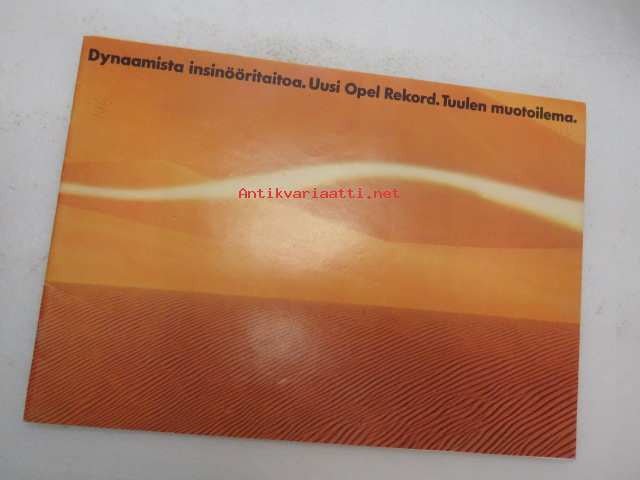 Dynaamista insinööritaitoa. Uusi Opel Rekord. Tuulen muotoilema.
Antikvariaatti.net